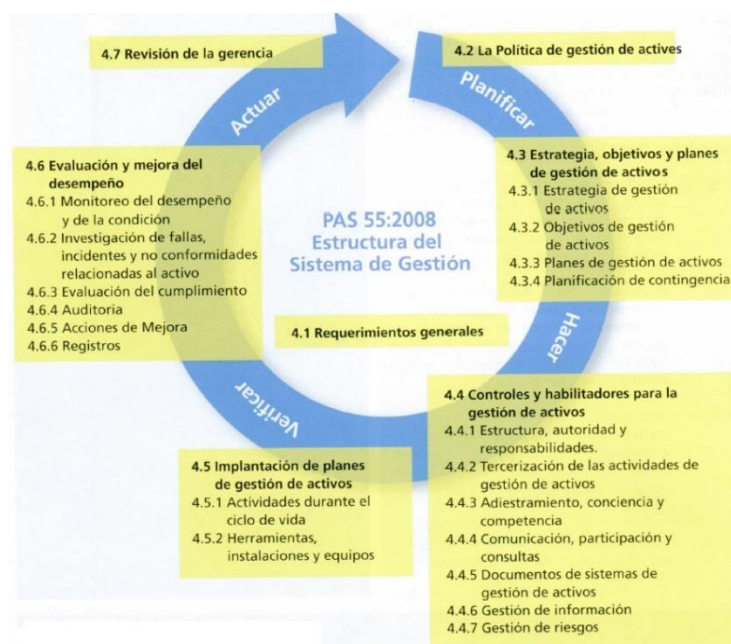 4.7 Revisión de la gerencia
4.2 La Política de gestión de actives
Actuar
Planificar
4.6 Evaluación y mejora del
desempeño
4.6.1 Monitoreo del desempeño
y de la condición
4.6.2 Investigación de fallas,
incidentes y no conformidades
relacionadas al activo
4.6.3 Evaluación del cumplimiento
4.6.4 Auditoria
4.6.5 Acciones de Mejora
4.6.6 Registros
PAS 55:2008
Estructura del
Sistema de Gestión
4.3 Estrategia, objetivos y planes
de gestión de activos
4.3.1 Estrategia de gestión
de activos
4.3.2 Objetivos de gestión
de activos
4.3.3 Planes de gestión de activos
4.3.4 Planificación de contingencia
4.1 Requerimientos generales
Hacer
Verificar
4.5 Implantación de planes
de gestión de activos
4.5.1 Actividades durante el
ciclo de vida
4.5.2 Herramientas,
instalaciones y equipos
4.4 Controles y habilitadores para la
gestión de activos
4.4.1 Estructura, autoridad y
responsabilidades.
4.4.2 Tercerización de las actividades de
gestión de activos
4.4.3 Adiestramiento, conciencia y
competencia
4.4.4 Comunicación, participación y
consultas
4.4.5 Documentos de sistemas de
gestión de activos
4.4.6 Gestión de información
4.4.7 Gestión de riesgos